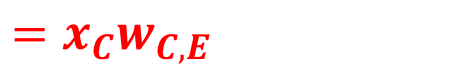 = x_C w_{C,E}